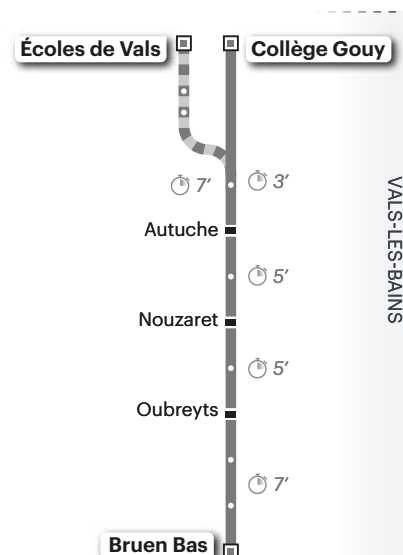 Écoles de Vals
Collège Gouy
7’
3’
Autuche
5’
Nouzaret
5’
Oubreyts
7’
Bruen Bas
VALS-LES-BAINS